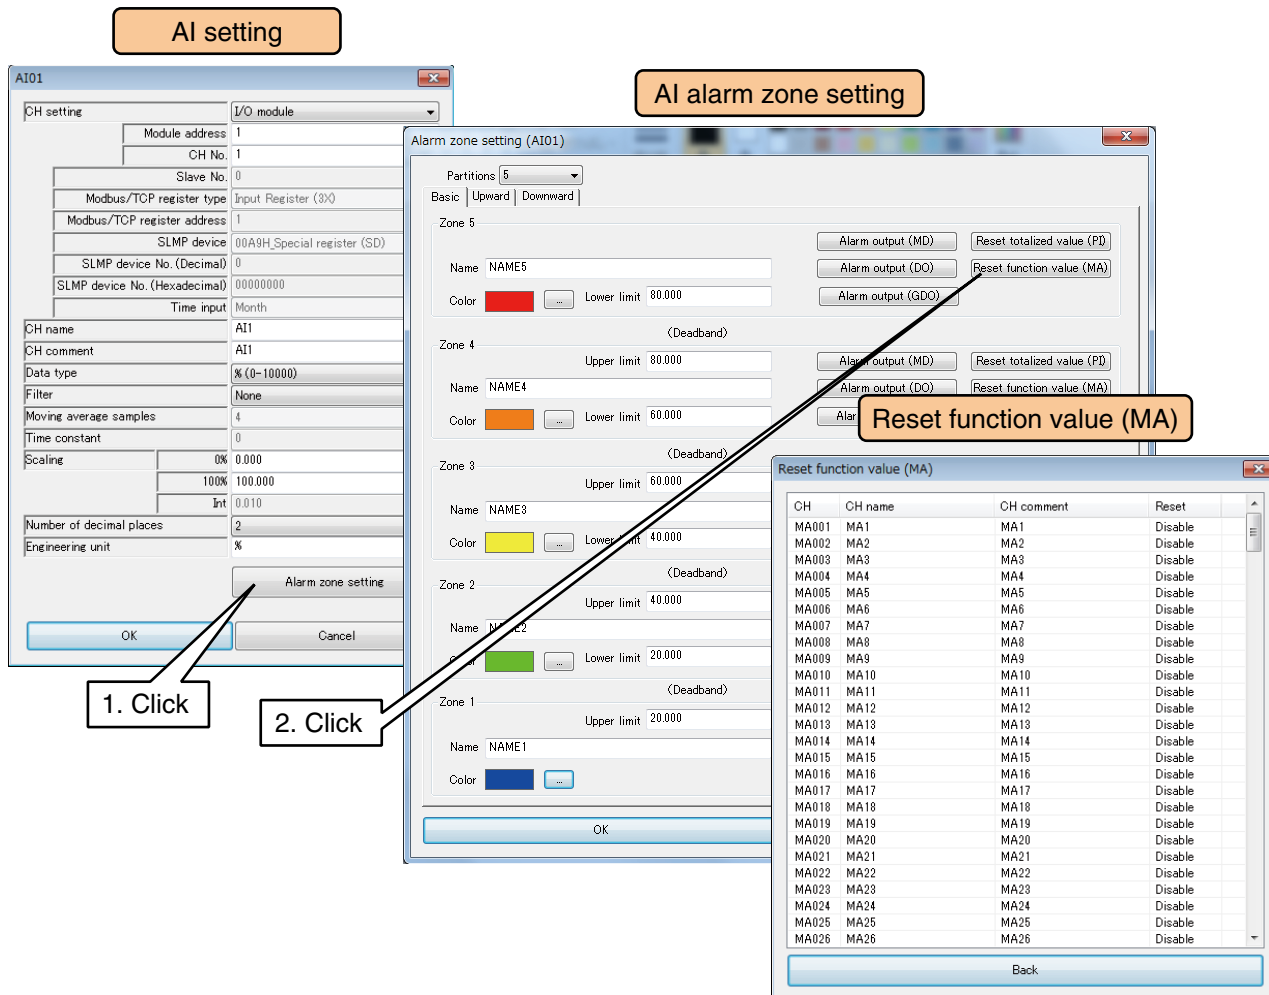 AI setting
AI01
CH setting I/O module
Module address 1
CH No. 1
Slave No. 0
Modbus/TCP register type Input Register (3X)
Modbus/TCP register address 1
SLMP device 00A9H_Special register (SD)
SLMP device No. (Decimal) 0
SLMP device No. (Hexadecimal) 00000000
Time input Month
CH name AI1
CH comment AI1
Data type % (0-10000)
Filter None
Moving average samples 4
Time constant 0
Scaling 0% 0.000
100% 100.000
Int 0.010
Number of decimal places 2
Engineering unit %
Alarm zone setting
OK Cancel
1. Click
AI alarm zone setting
Alarm zone setting (AI01)
Partitions 5
Basic Upward Downward
Zone 5
Alarm output (MD) Reset totalized value (PI)
Name NAME5 Alarm output (DO) Reset function value (MA)
Color ... Lower limit 80.000 Alarm output (GDO)
(Deadband)
Zone 4
Upper limit 80.000 Alarm output (MD) Reset totalized value (PI)
Name NAME4 Alarm output (DO) Reset function value (MA)
Color ... Lower limit 60.000 Alar
(Deadband)
Zone 3
Upper limit 60.000
Name NAME3
Color ... Lower limit 40.000
(Deadband)
Zone 2
Upper limit 40.000
Name NAME2
Color ... Lower limit 20.000
(Deadband)
Zone 1
Upper limit 20.000
Name NAME1
Color ...
OK
2. Click
Reset function value (MA)
Reset function value (MA)
CH CH name CH comment Reset
MA001 MA1 MA1 Disable
MA002 MA2 MA2 Disable
MA003 MA3 MA3 Disable
MA004 MA4 MA4 Disable
MA005 MA5 MA5 Disable
MA006 MA6 MA6 Disable
MA007 MA7 MA7 Disable
MA008 MA8 MA8 Disable
MA009 MA9 MA9 Disable
MA010 MA10 MA10 Disable
MA011 MA11 MA11 Disable
MA012 MA12 MA12 Disable
MA013 MA13 MA13 Disable
MA014 MA14 MA14 Disable
MA015 MA15 MA15 Disable
MA016 MA16 MA16 Disable
MA017 MA17 MA17 Disable
MA018 MA18 MA18 Disable
MA019 MA19 MA19 Disable
MA020 MA20 MA20 Disable
MA021 MA21 MA21 Disable
MA022 MA22 MA22 Disable
MA023 MA23 MA23 Disable
MA024 MA24 MA24 Disable
MA025 MA25 MA25 Disable
MA026 MA26 MA26 Disable
Back